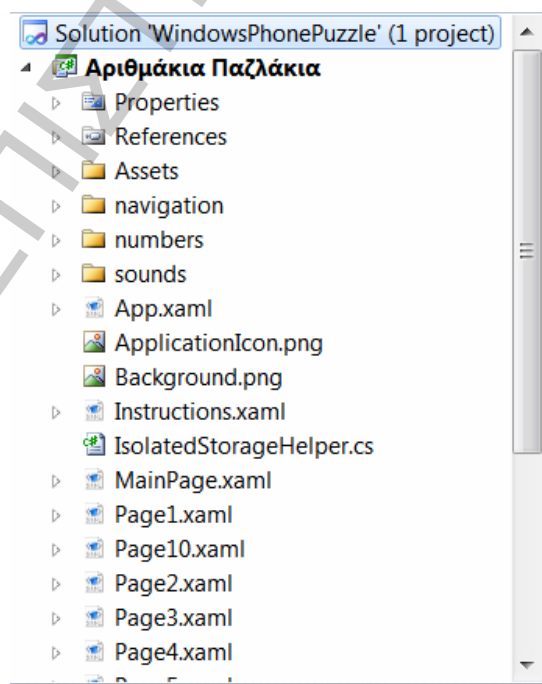 Solution 'WindowsPhonePuzzle' (1 project)
Αριθμάκια Παζλάκια
Properties
References
Assets
navigation
numbers
sounds
App.xaml
ApplicationIcon.png
Background.png
Instructions.xaml
IsolatedStorageHelper.cs
MainPage.xaml
Page1.xaml
Page10.xaml
Page2.xaml
Page3.xaml
Page4.xaml